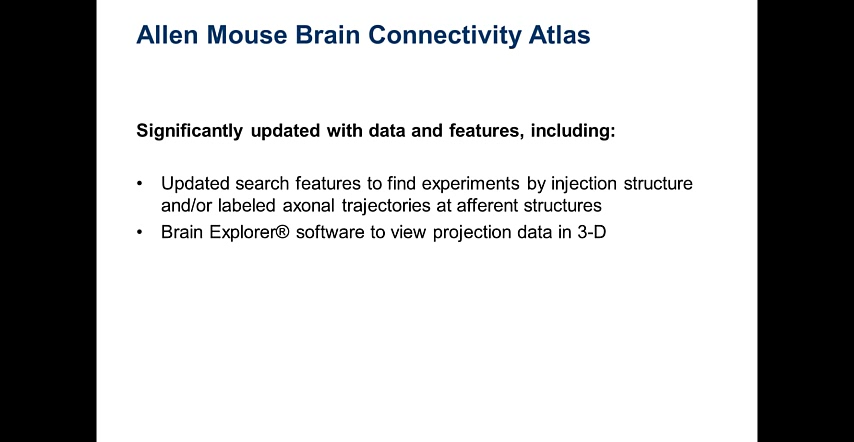 Allen Mouse Brain Connectivity Atlas
Significantly updated with data and features, including:
• Updated search features to find experiments by injection structure
and/or labeled axonal trajectories at afferent structures
• Brain Explorer® software to view projection data in 3-D